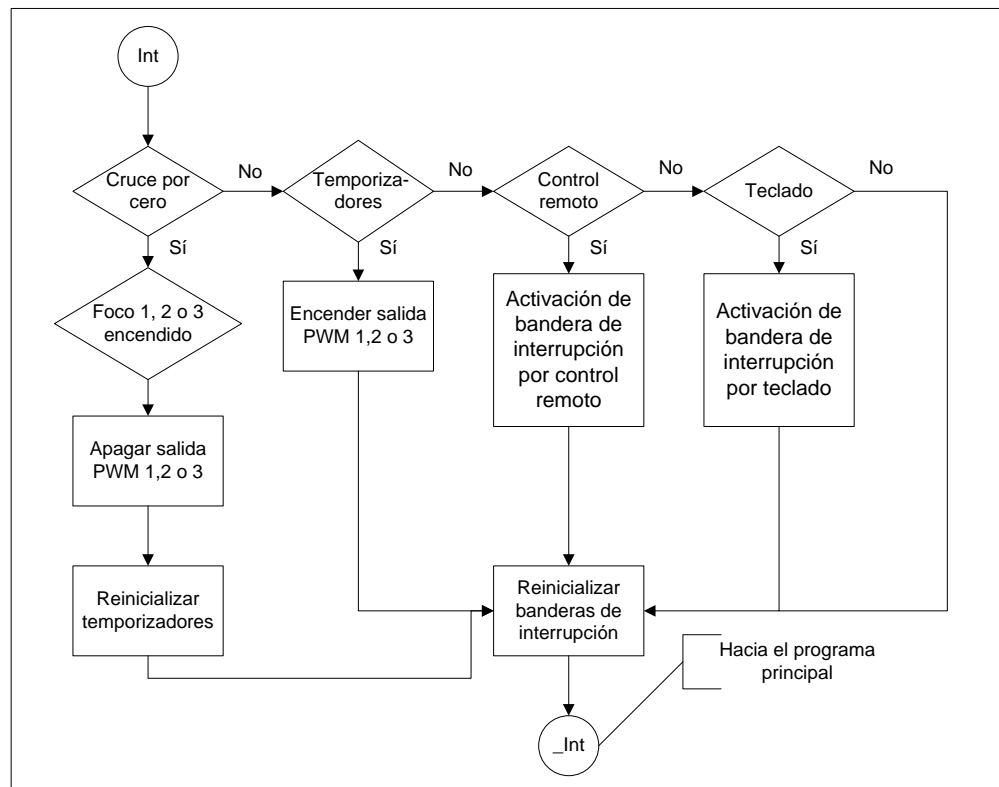 Int
Cruce por
cero
No
Temporiza-
dores
No
Control
remoto
No
Teclado
No
Sí
Sí
Sí
Sí
Foco 1, 2 o 3
encendido
Encender salida
PWM 1,2 o 3
Activación de
bandera de
interrupción
por control
remoto
Activación de
bandera de
interrupción
por teclado
Apagar salida
PWM 1,2 o 3
Reinicializar
temporizadores
Reinicializar
banderas de
interrupción
Hacia el programa
principal
_Int